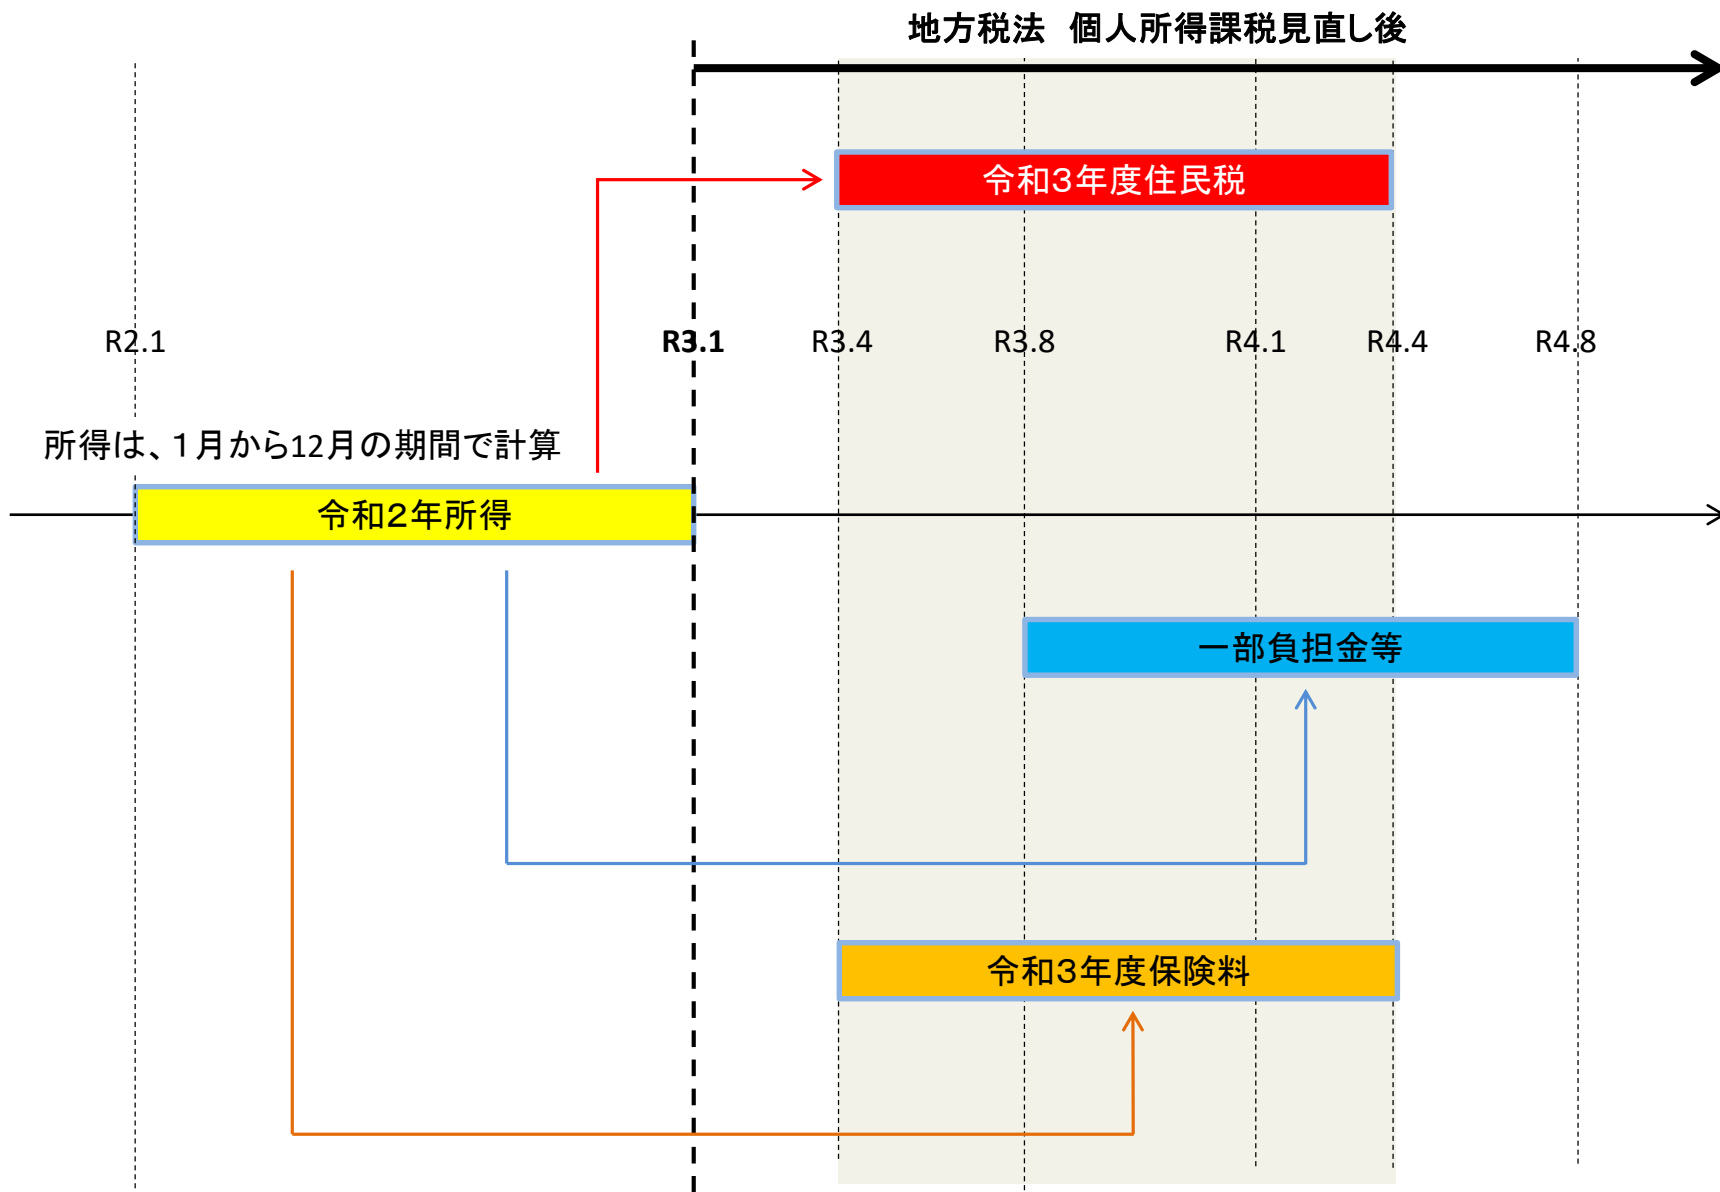 地方税法　個人所得課税見直し後
令和３年度住民税
R2.1
R3.1
R3.4
R3.8
R4.1
R4.4
R4.8
所得は、１月から12月の期間で計算
令和２年所得
一部負担金等
令和３年度保険料